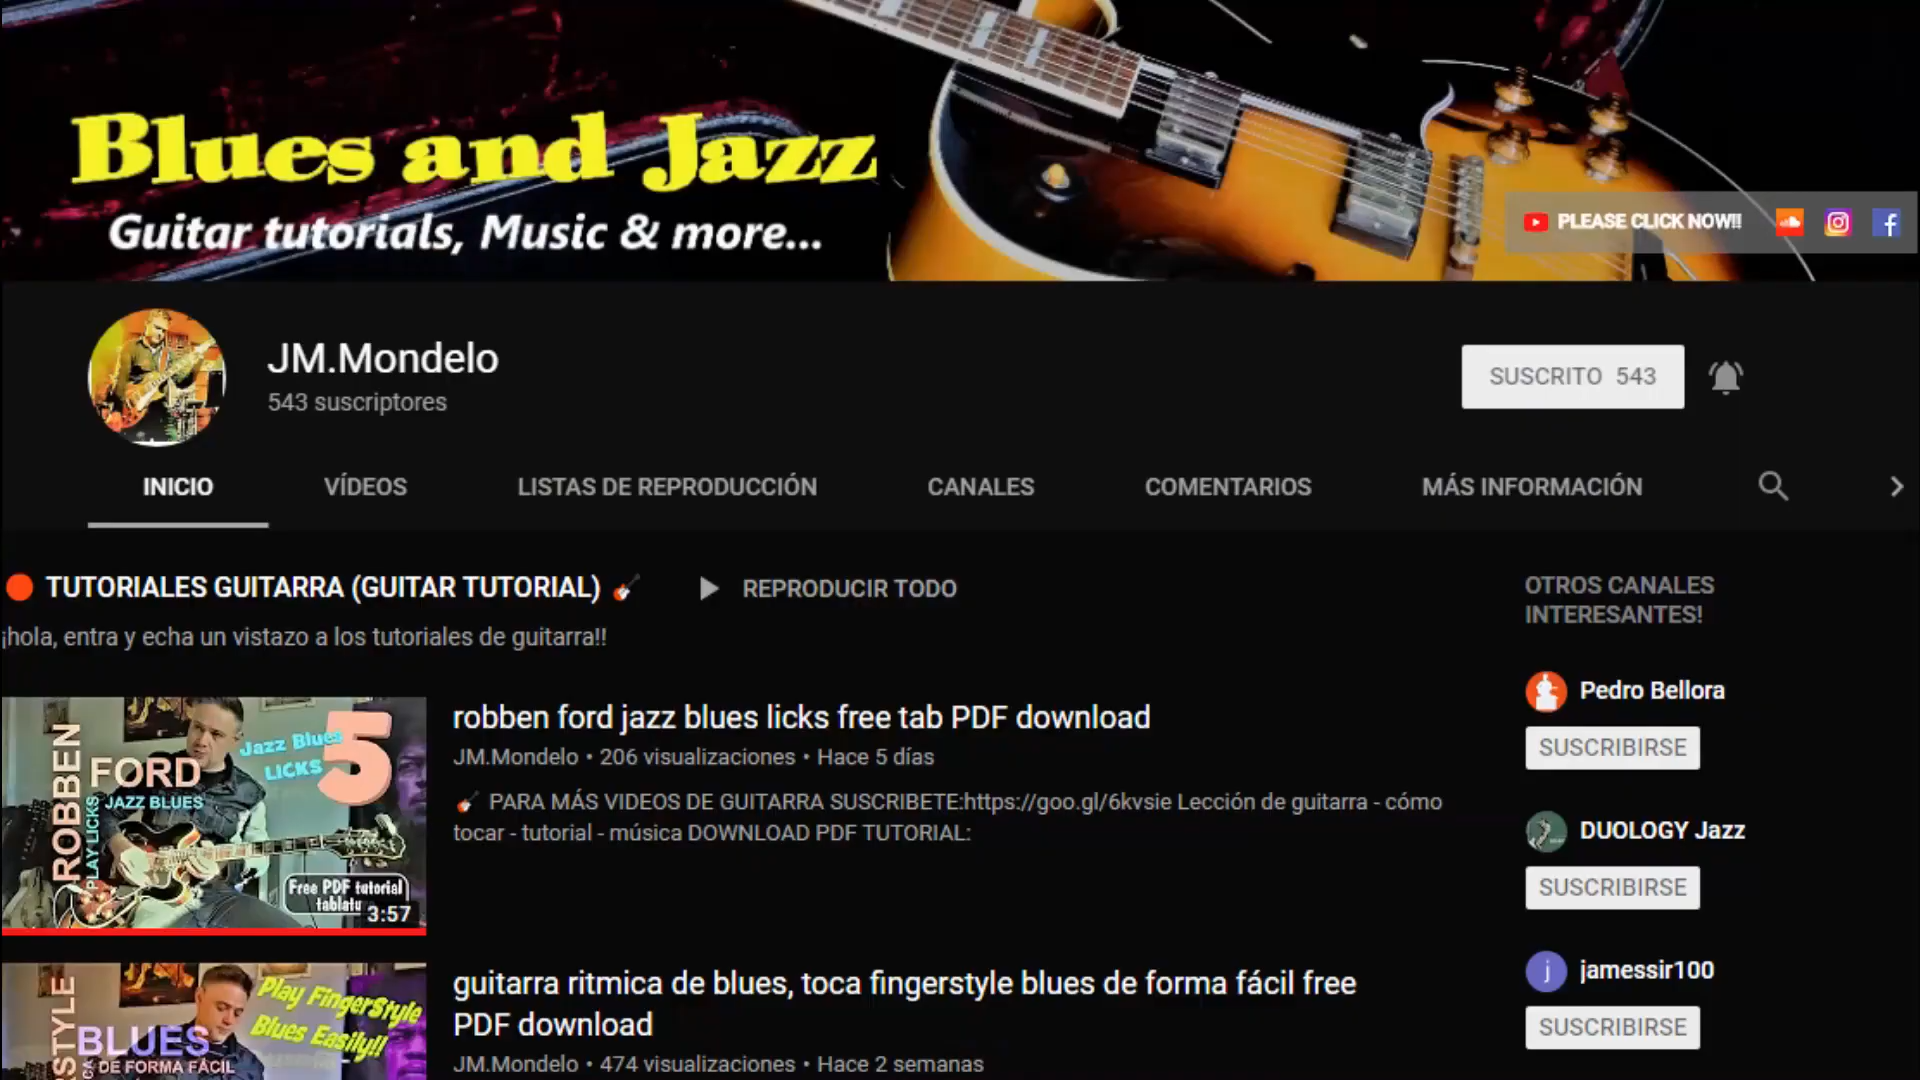 Blues and Jazz
Guitar tutorials, Music & more...
PLEASE CLICK NOW!!
JM.Mondelo
543 suscriptores
SUSCRITO 543
INICIO
VÍDEOS
LISTAS DE REPRODUCCIÓN
CANALES
COMENTARIOS
MÁS INFORMACIÓN
TUTORIALES GUITARRA (GUITAR TUTORIAL)
REPRODUCIR TODO
¡hola, entra y echa un vistazo a los tutoriales de guitarra!!
ROBBEN
FORD
JAZZ BLUES
PLAY LICKS
Jazz Blues
LICKS
5
Free PDF tutorial
3:57
robben ford jazz blues licks free tab PDF download
JM.Mondelo • 206 visualizaciones • Hace 5 días
PARA MÁS VIDEOS DE GUITARRA SUSCRIBETE:https://goo.gl/6kvsie Lección de guitarra - cómo
tocar - tutorial - música DOWNLOAD PDF TUTORIAL:
BLUES
DE FORMA FÁCIL
Play FingerStyle
Blues Easily!!
guitarra ritmica de blues, toca fingerstyle blues de forma fácil free
PDF download
JM.Mondelo • 474 visualizaciones • Hace 2 semanas
OTROS CANALES
INTERESANTES!
Pedro Bellora
SUSCRIBIRSE
DUOLOGY Jazz
SUSCRIBIRSE
j
jamessir100
SUSCRIBIRSE